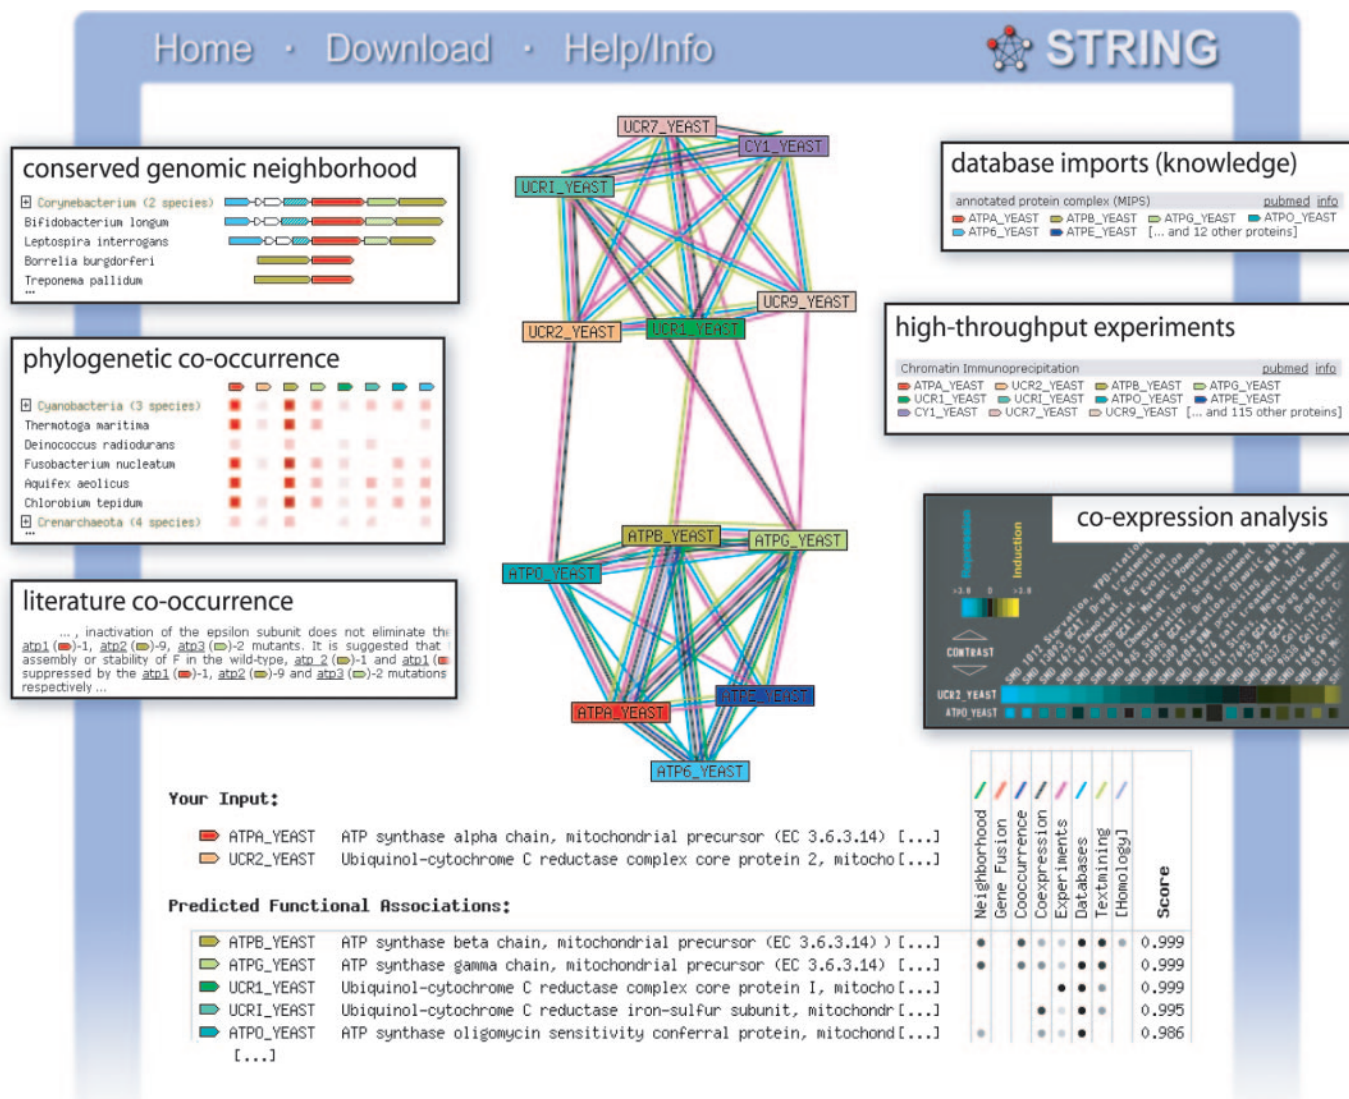 Home · Download · Help/Info
STRING
conserved genomic neighborhood
Corynebacterium (2 species)
Bifidobacterium longum
Leptospira interrogans
Borrelia burgdorferi
Treponema pallidum
...
phylogenetic co-occurrence
Cyanobacteria (3 species)
Thermotoga maritima
Deinococcus radiodurans
Fusobacterium nucleatum
Aquifex aeolicus
Chlorobium tepidum
Crenarchaeota (4 species)
...
literature co-occurrence
... , inactivation of the epsilon subunit does not eliminate the
atp1 ( )-1, atp2 ( )-9, atp3 ( )-2 mutants. It is suggested that
assembly or stability of F in the wild-type, atp 2 ( )-1 and atp1 (
suppressed by the atp1 ( )-1, atp2 ( )-9 and atp3 ( )-2 mutations
respectively ...
UCR7_YEAST
CY1_YEAST
UCRI_YEAST
UCR9_YEAST
UCR2_YEAST
UCR1_YEAST
ATPB_YEAST
ATPG_YEAST
ATPO_YEAST
ATPE_YEAST
ATPA_YEAST
ATP6_YEAST
database imports (knowledge)
annotated protein complex (MIPS) pubmed info
ATPA_YEAST ATPB_YEAST ATPG_YEAST ATPO_YEAST
ATP6_YEAST ATPE_YEAST [... and 12 other proteins]
high-throughput experiments
Chromatin Immunoprecipitation pubmed info
ATPA_YEAST UCR2_YEAST ATPB_YEAST ATPG_YEAST
UCR1_YEAST UCRI_YEAST ATPO_YEAST ATPE_YEAST
CY1_YEAST UCR7_YEAST UCR9_YEAST [... and 115 other proteins]
co-expression analysis
Repression
Induction
>3.0 0 >3.0
CONTRAST
UCR2_YEAST
ATPO_YEAST
Your Input:
ATPA_YEAST ATP synthase alpha chain, mitochondrial precursor (EC 3.6.3.14) [...]
UCR2_YEAST Ubiquinol-cytochrome C reductase complex core protein 2, mitocho[...]
Predicted Functional Associations:
Neighborhood
Gene Fusion
Cooccurrence
Coexpression
Experiments
Databases
Textmining
[Homology]
Score
ATPB_YEAST ATP synthase beta chain, mitochondrial precursor (EC 3.6.3.14) ) [...] 0.999
ATPG_YEAST ATP synthase gamma chain, mitochondrial precursor (EC 3.6.3.14) [...] 0.999
UCR1_YEAST Ubiquinol-cytochrome C reductase complex core protein I, mitocho[...] 0.999
UCRI_YEAST Ubiquinol-cytochrome C reductase iron-sulfur subunit, mitochondr[...] 0.995
ATPO_YEAST ATP synthase oligomycin sensitivity conferral protein, mitochond[...] 0.986
[...]